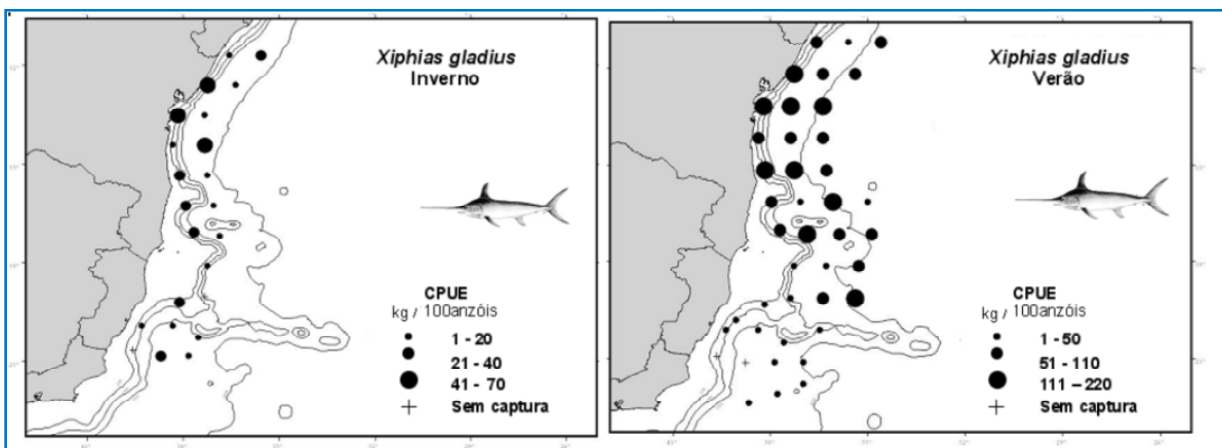 Xiphias gladius
Inverno
CPUE
kg / 100anzóis
1 - 20
21 - 40
41 - 70
Sem captura
Xiphias gladius
Verão
CPUE
kg / 100anzóis
1 - 50
51 - 110
111 – 220
Sem captura